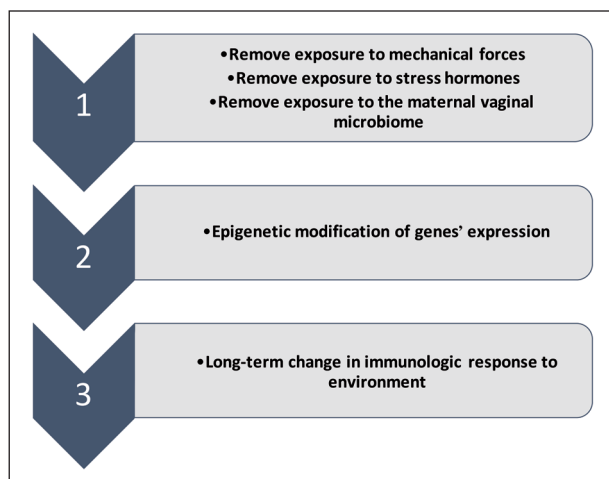 1
•Remove exposure to mechanical forces
•Remove exposure to stress hormones
•Remove exposure to the maternal vaginal
microbiome
2
•Epigenetic modification of genes’ expression
3
•Long-term change in immunologic response to
environment